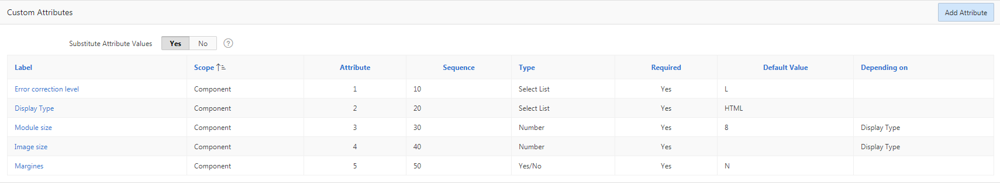 Custom Attributes Add Attribute
Substitute Attribute Values Yes No ?
Label Scope Attribute Sequence Type Required Default Value Depending on
Error correction level Component 1 10 Select List Yes L
Display Type Component 2 20 Select List Yes HTML
Module size Component 3 30 Number Yes 8 Display Type
Image size Component 4 40 Number Yes Display Type
Margines Component 5 50 Yes/No Yes N